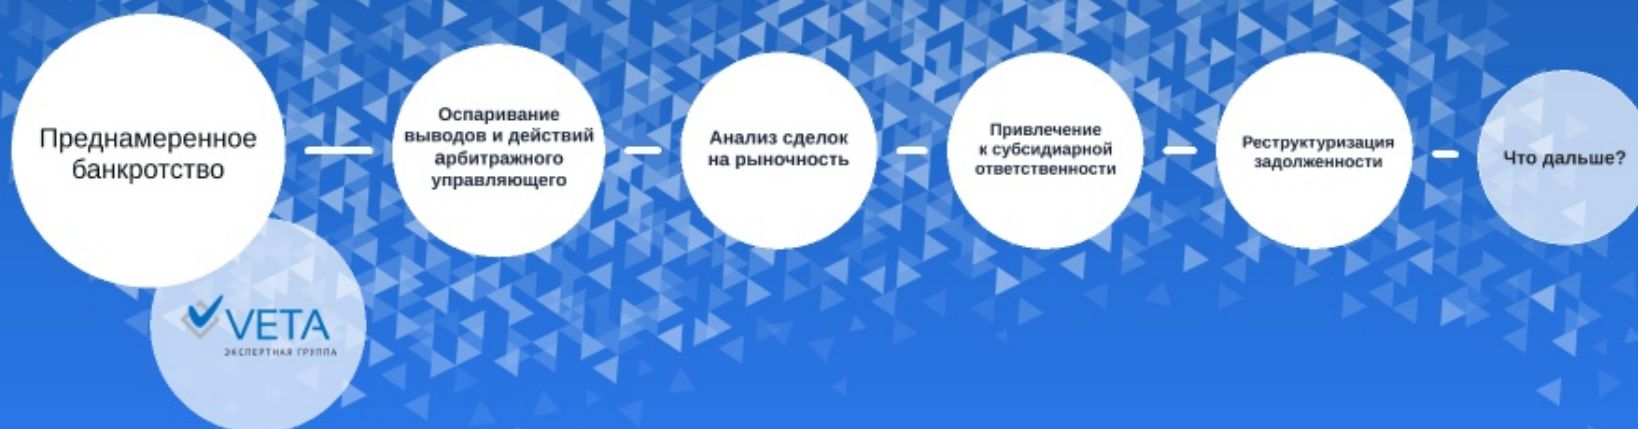 Преднамеренное
банкротство
Оспаривание
выводов и действий
арбитражного
управляющего
Анализ сделок
на рыночность
Привлечение
к субсидиарной
ответственности
Реструктуризация
задолженности
Что дальше?
VETA
ЭКСПЕРТНАЯ ГРУППА